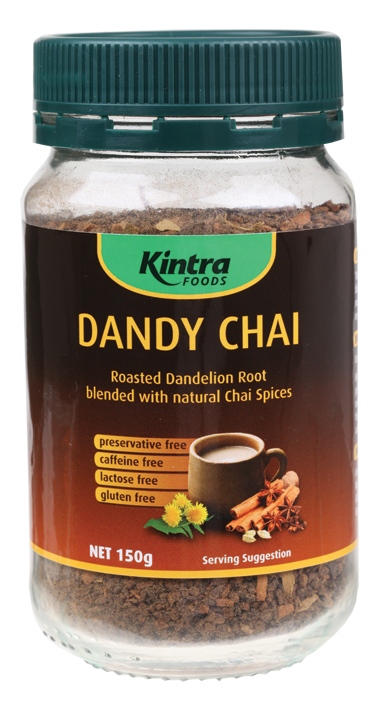 Kintra
FOODS
DANDY CHAI
Roasted Dandelion Root
blended with natural Chai Spices
preservative free
caffeine free
lactose free
gluten free
NET 150g
Serving Suggestion